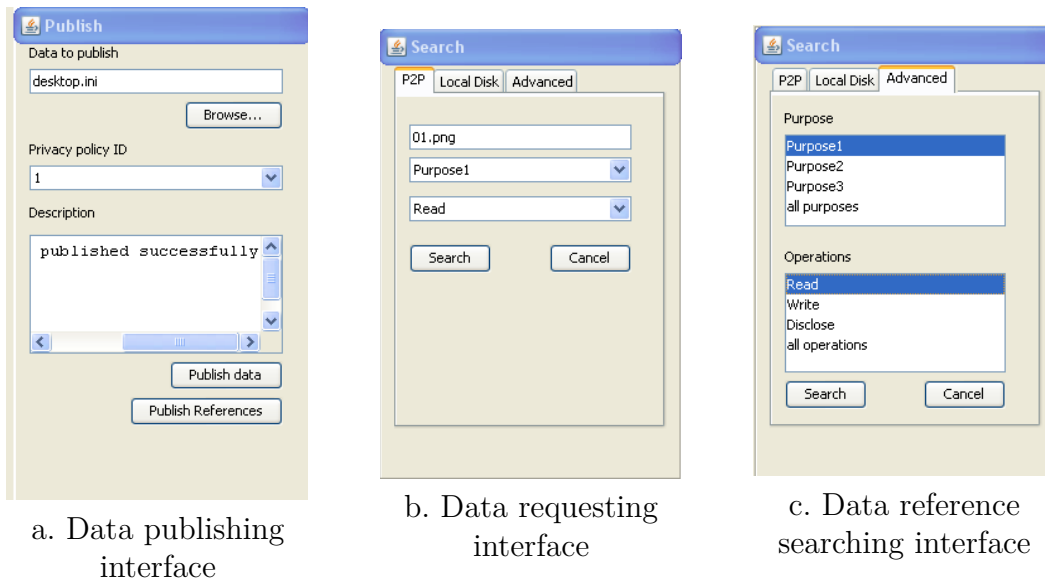 Publish
Data to publish
desktop.ini
Browse...
Privacy policy ID
1
Description
published successfully
Publish data
Publish References
a. Data publishing
interface
Search
P2P Local Disk Advanced
01.png
Purpose1
Read
Search Cancel
b. Data requesting
interface
Search
P2P Local Disk Advanced
Purpose
Purpose1
Purpose2
Purpose3
all purposes
Operations
Read
Write
Disclose
all operations
Search Cancel
c. Data reference
searching interface